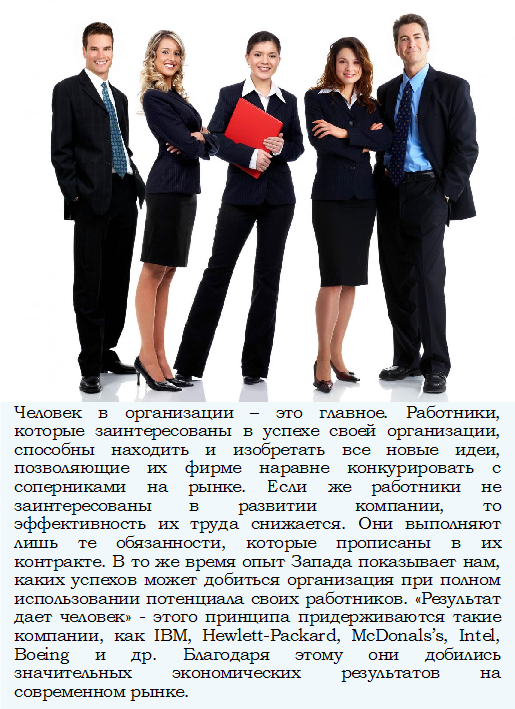 Человек в организации – это главное. Работники,
которые заинтересованы в успехе своей организации,
способны находить и изобретать все новые идеи,
позволяющие их фирме наравне конкурировать с
соперниками на рынке. Если же работники не
заинтересованы в развитии компании, то
эффективность их труда снижается. Они выполняют
лишь те обязанности, которые прописаны в их
контракте. В то же время опыт Запада показывает нам,
каких успехов может добиться организация при полном
использовании потенциала своих работников. «Результат
дает человек» - этого принципа придерживаются такие
компании, как IBM, Hewlett-Packard, McDonals’s, Intel,
Boeing и др. Благодаря этому они добились
значительных экономических результатов на
современном рынке.